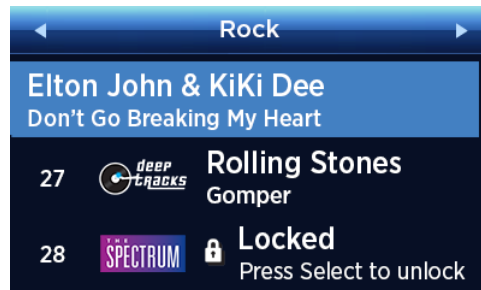 Rock
Elton John & KiKi Dee
Don't Go Breaking My Heart
27 deep tracks Rolling Stones
Gomper
28 THE SPECTRUM Locked
Press Select to unlock